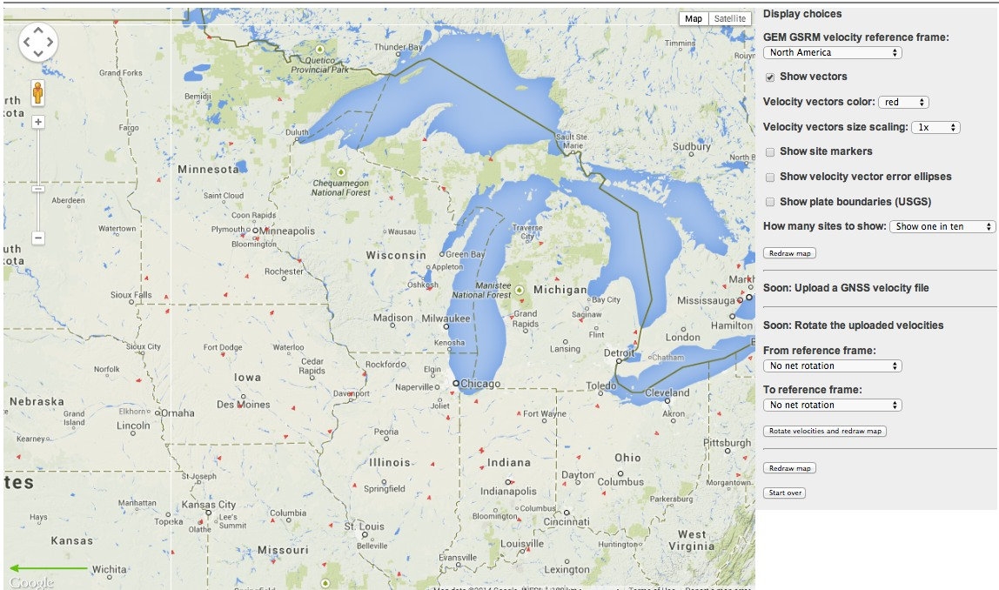 Map Satellite
Thunder Bay
Timmins
Rouyn
Quetico
Provincial Park
Grand Forks
Bemidji
rth
kota
Fargo
Duluth
Sault Ste.
Marie
Sudbury
North B
Minnesota
Chequamegon
National Forest
Aberdeen
Saint Cloud
Coon Rapids
Watertown
Plymouth
Minneapolis
Bloomington
Wausau
Traverse
City
uth
kota
Wisconsin
Green Bay
Appleton
Rochester
Oshkosh
Manistee
National Forest
Michigan
Markh
Sioux Falls
Bay City
Mississauga
Madison
Milwaukee
Grand
Rapids
Saginaw
Hamilton
Flint
London
Kenosha
Lansing
Sioux City
Fort Dodge
Waterloo
Detroit
Chatham
Cedar
Rapids
Rockford
Elgin
Norfolk
Iowa
Naperville
Chicago
Toledo
Cleveland
Davenport
Joliet
Nebraska
Des Moines
Elkhorn
Omaha
Fort Wayne
Akron
Grand
Island
Lincoln
Peoria
Kearney
Pittsburgh
Illinois
Indiana
Ohio
tes
St Joseph
Springfield
Indianapolis
Dayton
Columbus
Morgantown
Manhattan
Kansas City
Columbia
Columbus
Parkersburg
Hays
Topeka
Olathe
Lee's
Summit
Bloomington
Cincinnati
St. Louis
Kansas
Belleville
Missouri
Louisville
Huntington
West
Virginia
Evansville
Wichita
Lexington
Google
Springfield
Map data ©2014 Google, INEGI
Terms of Use
Report a map error
Display choices
GEM GSRM velocity reference frame:
North America
Show vectors
Velocity vectors color: red
Velocity vectors size scaling: 1x
Show site markers
Show velocity vector error ellipses
Show plate boundaries (USGS)
How many sites to show: Show one in ten
Redraw map
Soon: Upload a GNSS velocity file
Soon: Rotate the uploaded velocities
From reference frame:
No net rotation
To reference frame:
No net rotation
Rotate velocities and redraw map
Redraw map
Start over